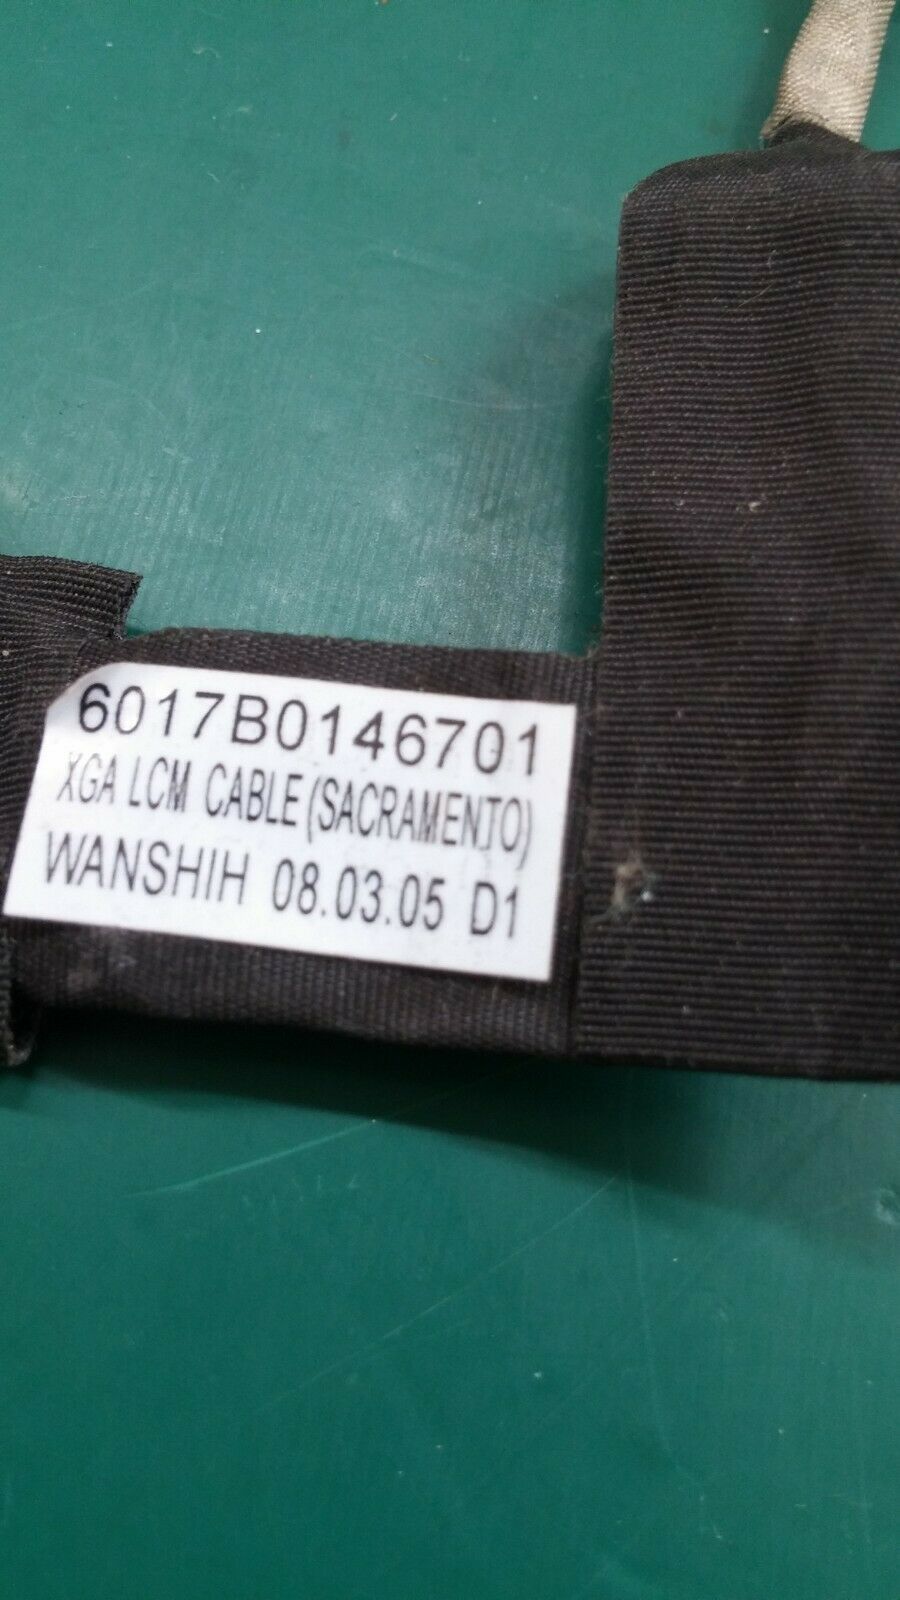 6017B0146701
XGA LCM CABLE(SACRAMENTO)
WANSHIH 08.03.05 D1